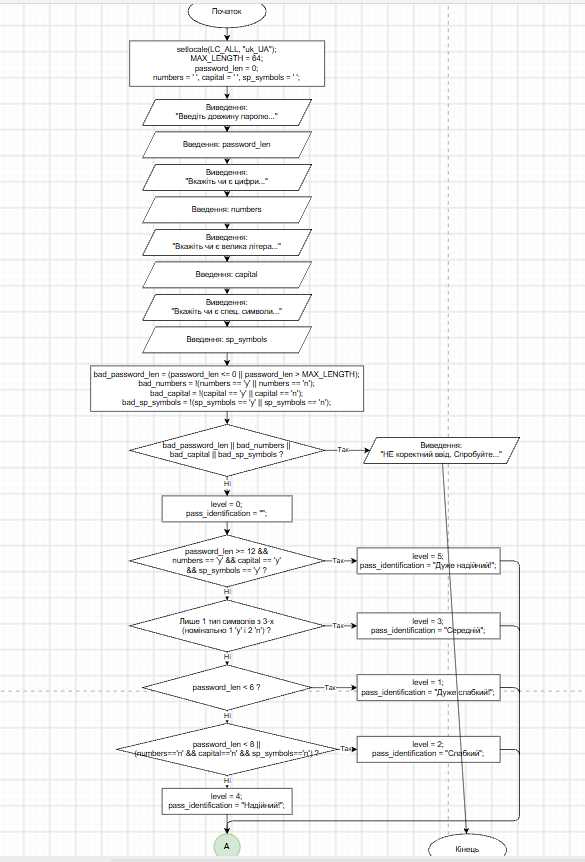 Початок
setlocale(LC_ALL, "uk_UA");
MAX_LENGTH = 64;
password_len = 0;
numbers = ' ', capital = ' ', sp_symbols = ' ';
Виведення:
"Введіть довжину паролю..."
Введення: password_len
Виведення:
"Вкажіть чи є цифри..."
Введення: numbers
Виведення:
"Вкажіть чи є велика літера..."
Введення: capital
Виведення:
"Вкажіть чи є спец. символи..."
Введення: sp_symbols
bad_password_len = (password_len <= 0 || password_len > MAX_LENGTH);
bad_numbers = !(numbers == 'y' || numbers == 'n');
bad_capital = !(capital == 'y' || capital == 'n');
bad_sp_symbols = !(sp_symbols == 'y' || sp_symbols == 'n');
bad_password_len || bad_numbers ||
bad_capital || bad_sp_symbols ?
Так
Виведення:
"НЕ коректний ввід. Спробуйте..."
Ні
level = 0;
pass_identification = "";
password_len >= 12 &&
numbers == 'y' && capital == 'y'
&& sp_symbols == 'y' ?
Так
level = 5;
pass_identification = "Дуже надійний!";
Ні
Лише 1 тип символів з 3-х
(номінально 1 'y' і 2 'n') ?
Так
level = 3;
pass_identification = "Середній";
Ні
password_len < 6 ?
Так
level = 1;
pass_identification = "Дуже слабкий!";
Ні
password_len < 8 ||
(numbers=='n' && capital=='n' && sp_symbols=='n') ?
Так
level = 2;
pass_identification = "Слабкий";
Ні
level = 4;
pass_identification = "Надійний!";
A
Кінець